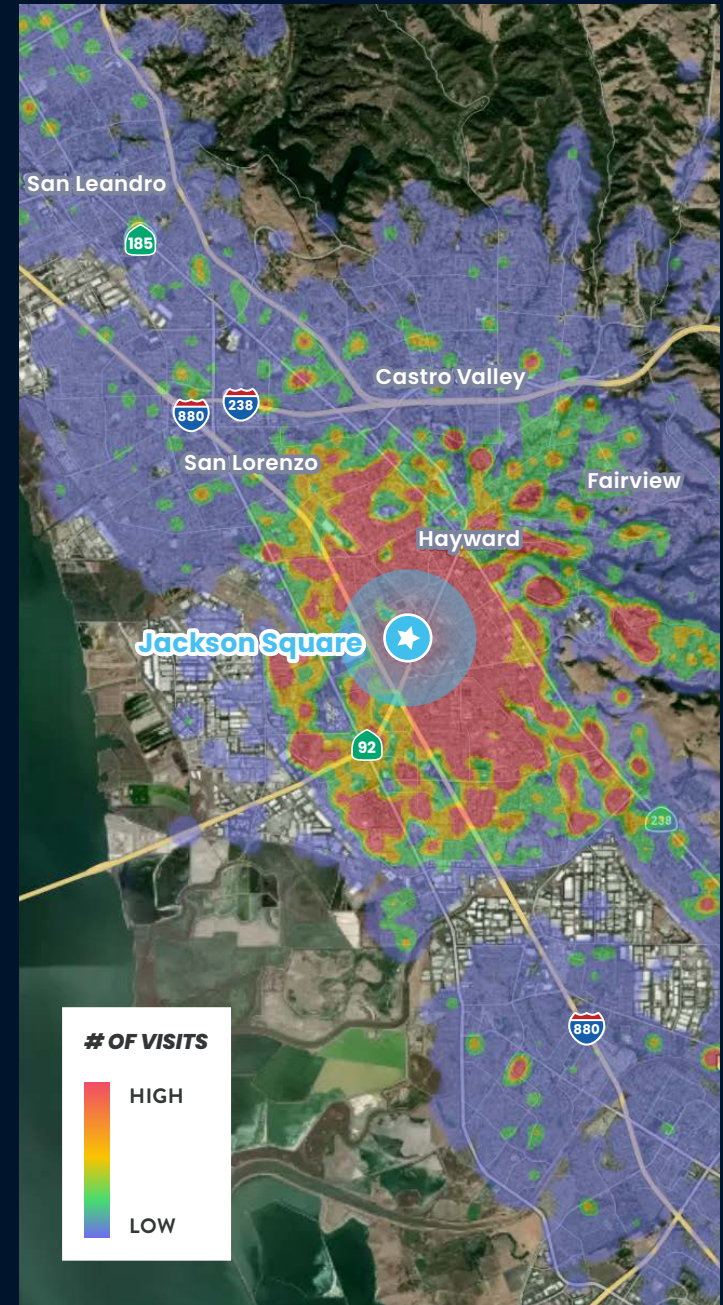 San Leandro
185
Castro Valley
238
880
San Lorenzo
Fairview
Hayward
Jackson Square
92
238
880
# OF VISITS
HIGH
LOW